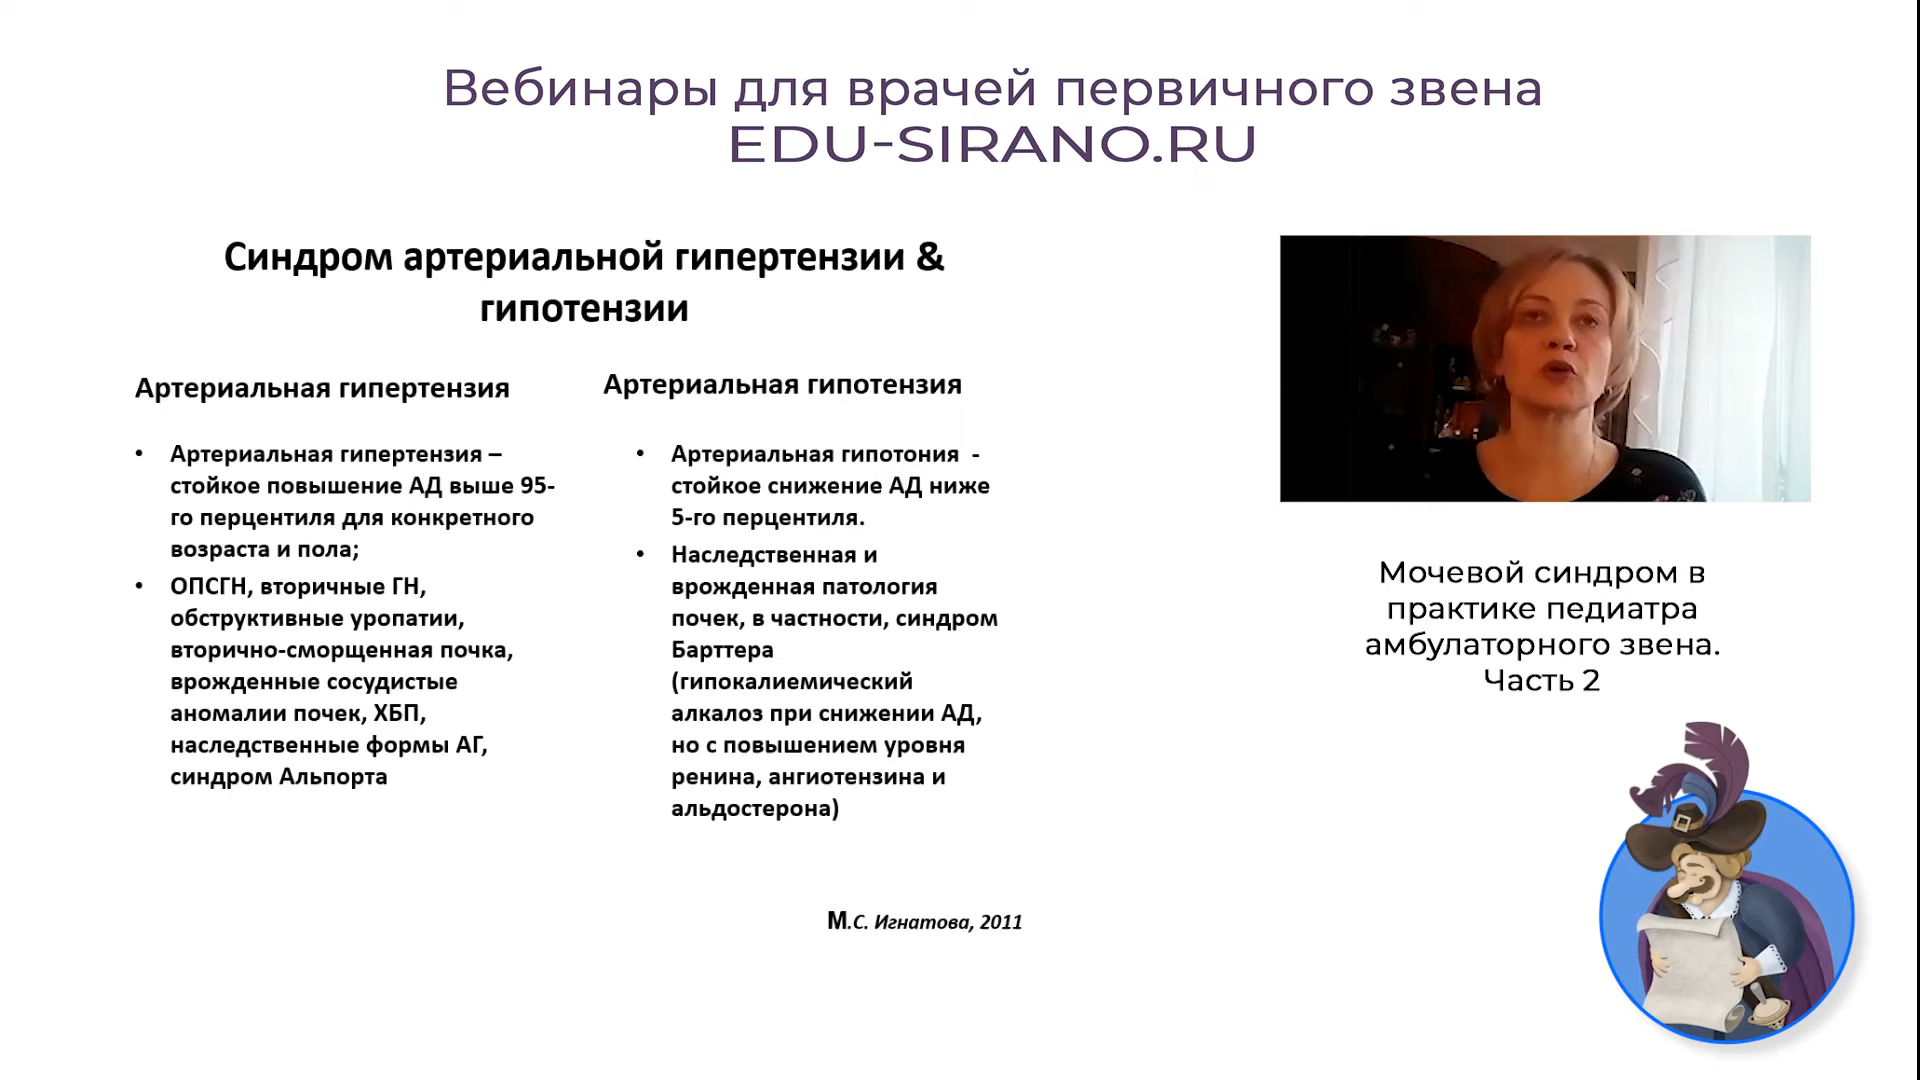 Вебинары для врачей первичного звена
EDU-SIRANO.RU
Синдром артериальной гипертензии &
гипотензии
Артериальная гипертензия
• Артериальная гипертензия –
стойкое повышение АД выше 95-
го перцентиля для конкретного
возраста и пола;
• ОПСГН, вторичные ГН,
обструктивные уропатии,
вторично-сморщенная почка,
врожденные сосудистые
аномалии почек, ХБП,
наследственные формы АГ,
синдром Альпорта
Артериальная гипотензия
• Артериальная гипотония -
стойкое снижение АД ниже
5-го перцентиля.
• Наследственная и
врожденная патология
почек, в частности, синдром
Барттера
(гипокалиемический
алкалоз при снижении АД,
но с повышением уровня
ренина, ангиотензина и
альдостерона)
М.С. Игнатова, 2011
Мочевой синдром в
практике педиатра
амбулаторного звена.
Часть 2